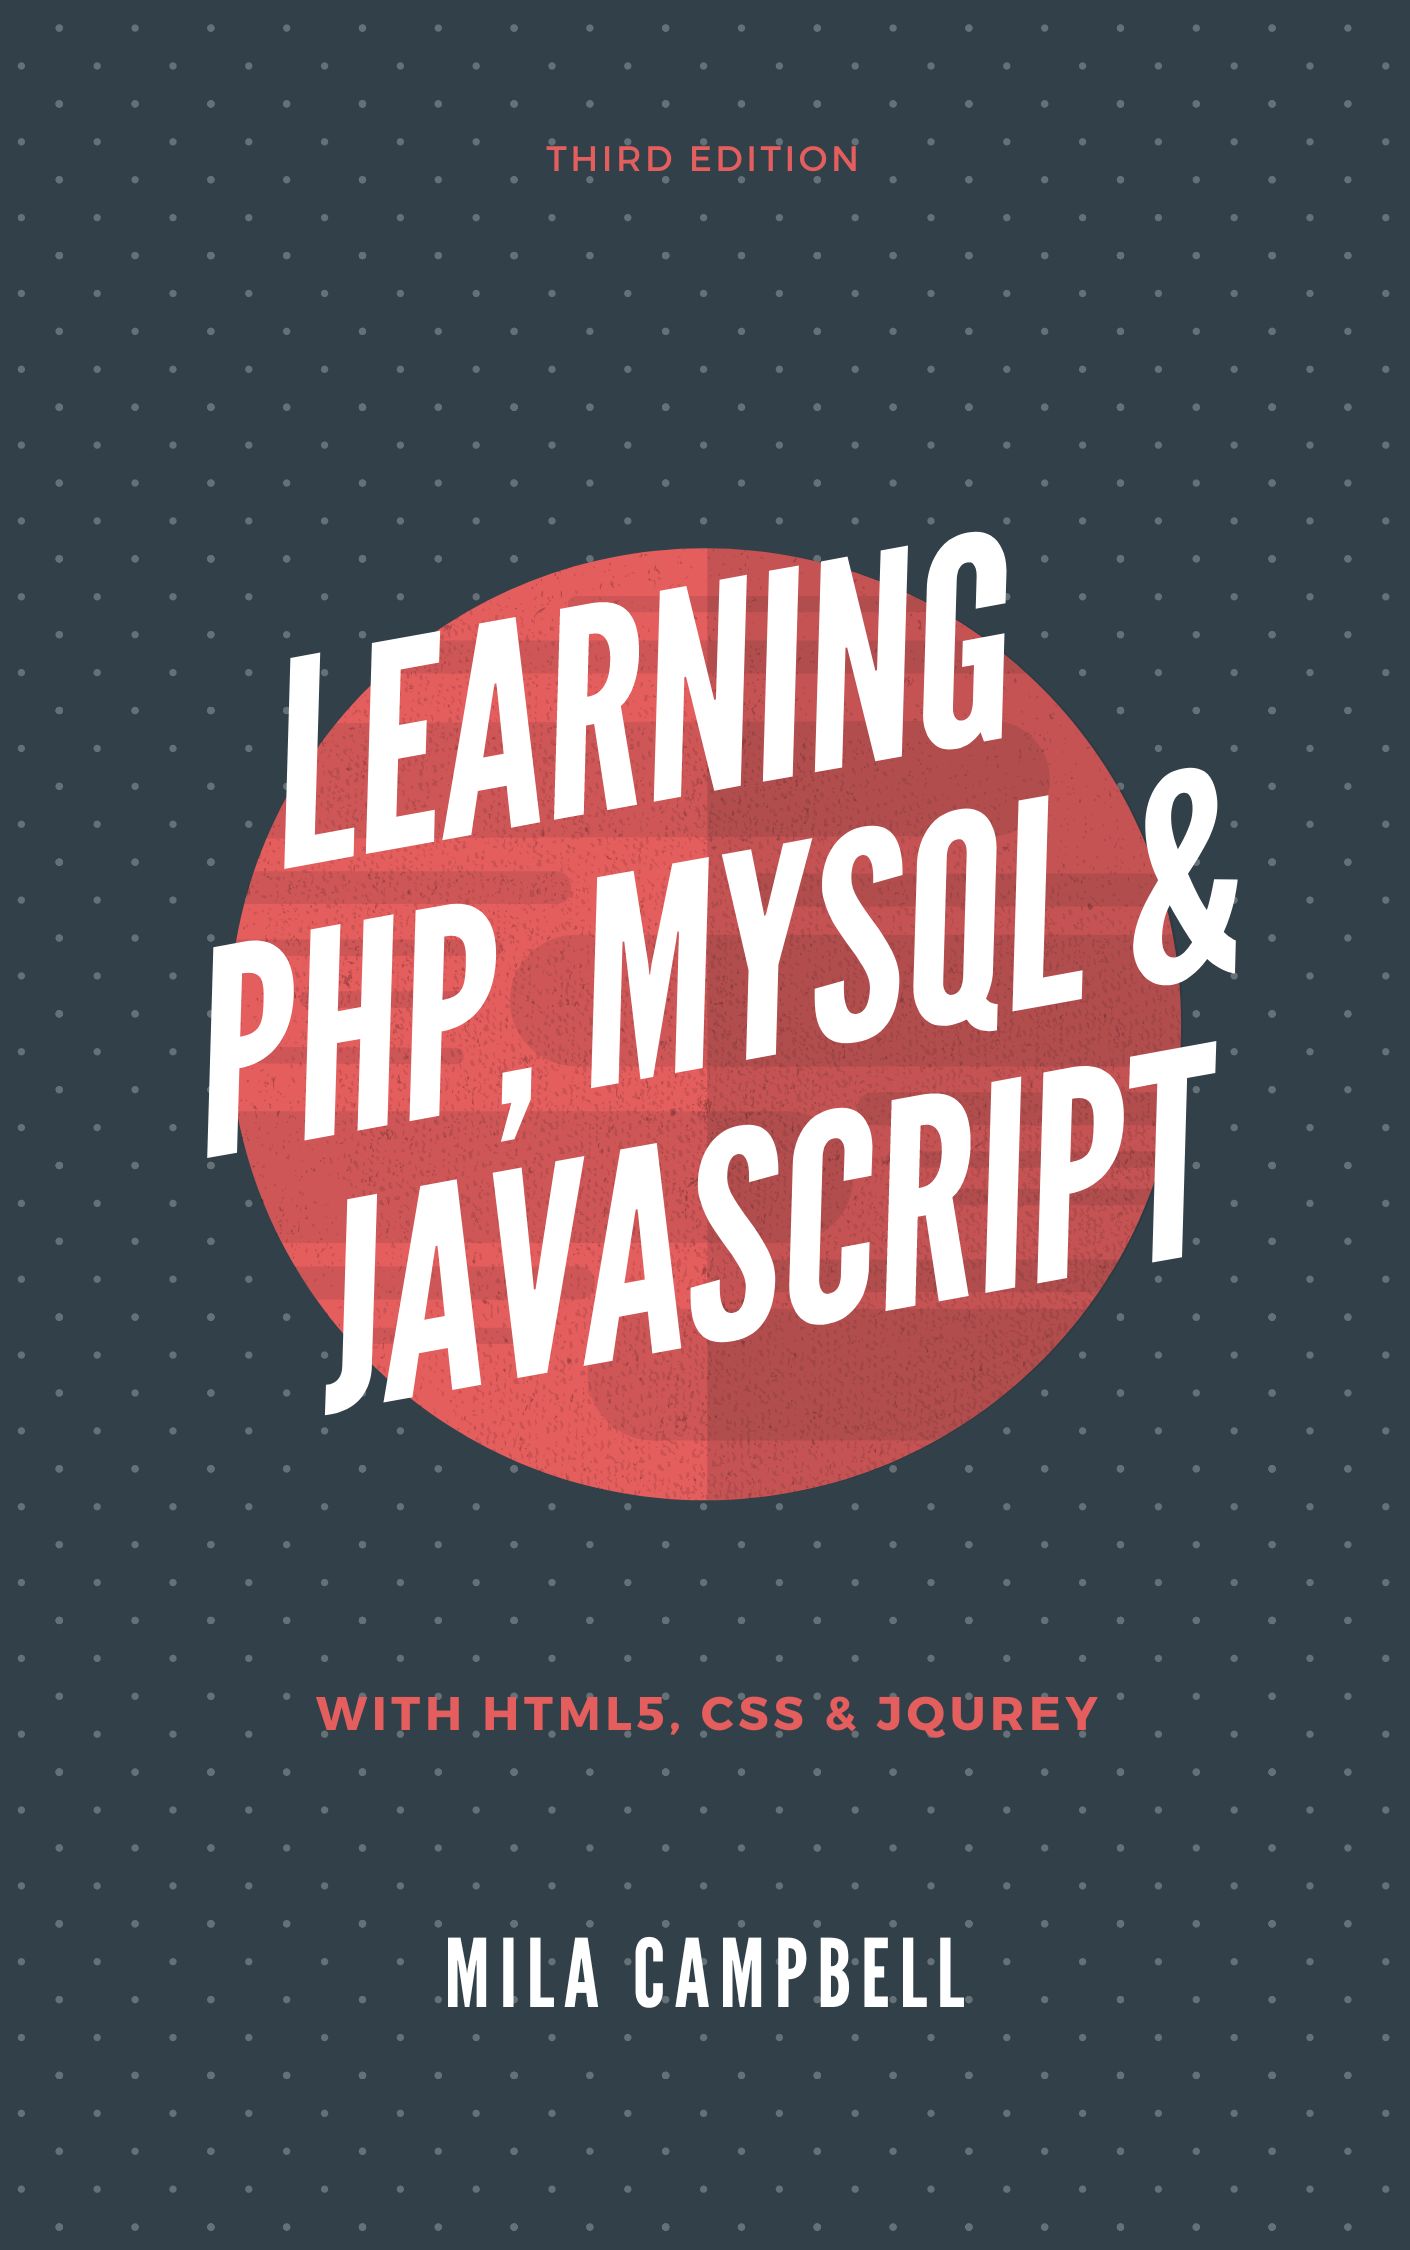 THIRD EDITION
LEARNING
PHP, MYSQL &
JAVASCRIPT
WITH HTML5, CSS & JQUREY
MILA CAMPBELL